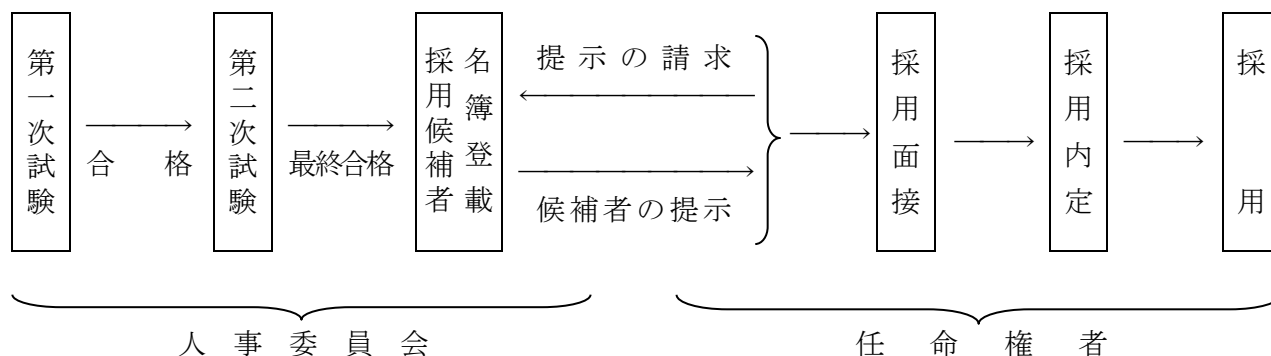 第一次試験
合格
第二次試験
最終合格
採用候補者
名簿登載
提示の請求
候補者の提示
採用面接
採用内定
採用
人事委員会
任命権者